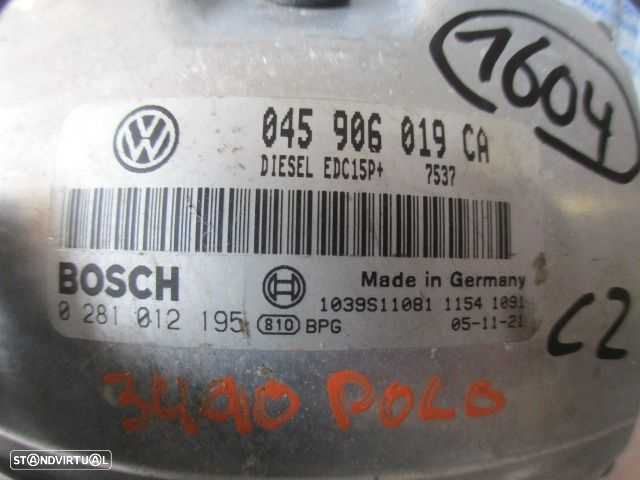 1604
VW
045 906 019 CA
DIESEL EDC15P+ 7537
BOSCH
Made in Germany
0 281 012 195
810 BPG
1039S11081 1154 1091
05-11-21
C2
3490 POLO
STANDVIRTUAL